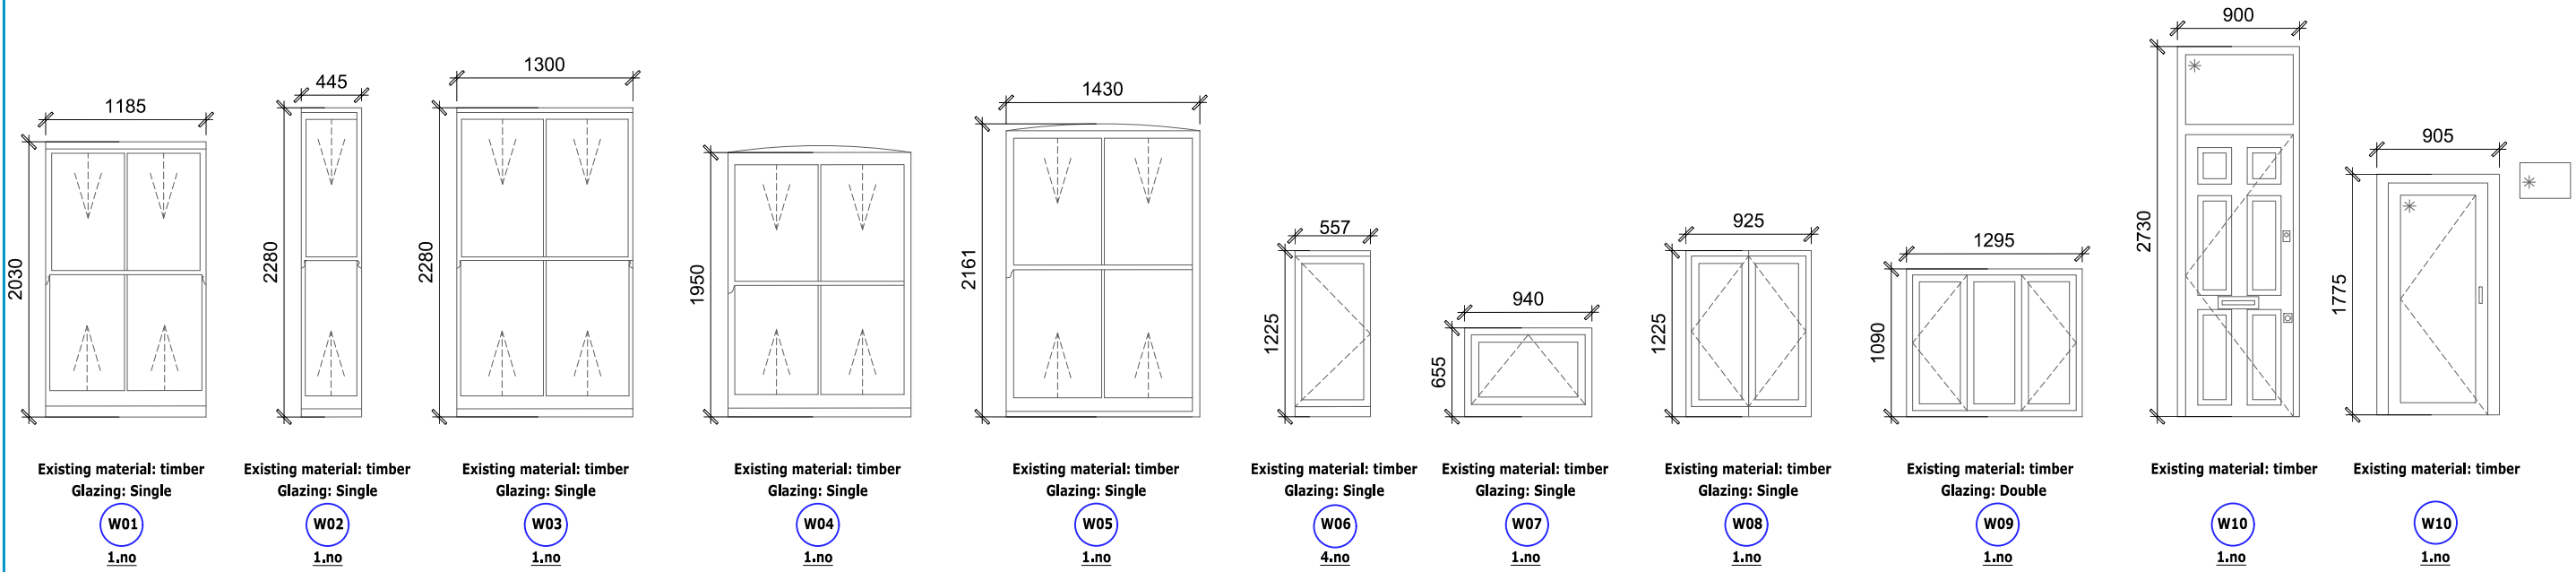 1185
2030
Existing material: timber
Glazing: Single
W01
1.no
445
2280
Existing material: timber
Glazing: Single
W02
1.no
1300
2280
Existing material: timber
Glazing: Single
W03
1.no
1950
Existing material: timber
Glazing: Single
W04
1.no
1430
2161
Existing material: timber
Glazing: Single
W05
1.no
557
1225
Existing material: timber
Glazing: Single
W06
4.no
940
655
Existing material: timber
Glazing: Single
W07
1.no
925
1225
Existing material: timber
Glazing: Single
W08
1.no
1295
1090
Existing material: timber
Glazing: Double
W09
1.no
900
2730
Existing material: timber
W10
1.no
905
1775
Existing material: timber
W10
1.no